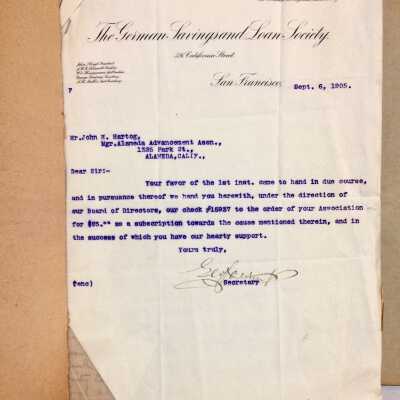 The German Savings and Loan Society.
526 California Street
San Francisco,
Sept. 6, 1905.
Mr. John W. Hartog,
Mgr. Alameda Advancement Assn.,
Park St.,
ALAMEDA, CALIF.,
Dear Sir:-
Your favor of the 1st inst. came to hand in due course,
and in pursuance thereof we hand you herewith, under the direction of
our Board of Directors, our check to the order of your Association
for as a subscription towards the cause mentioned therein, and in
the success of which you have our hearty support.
Yours truly,
Secretary
(enc)